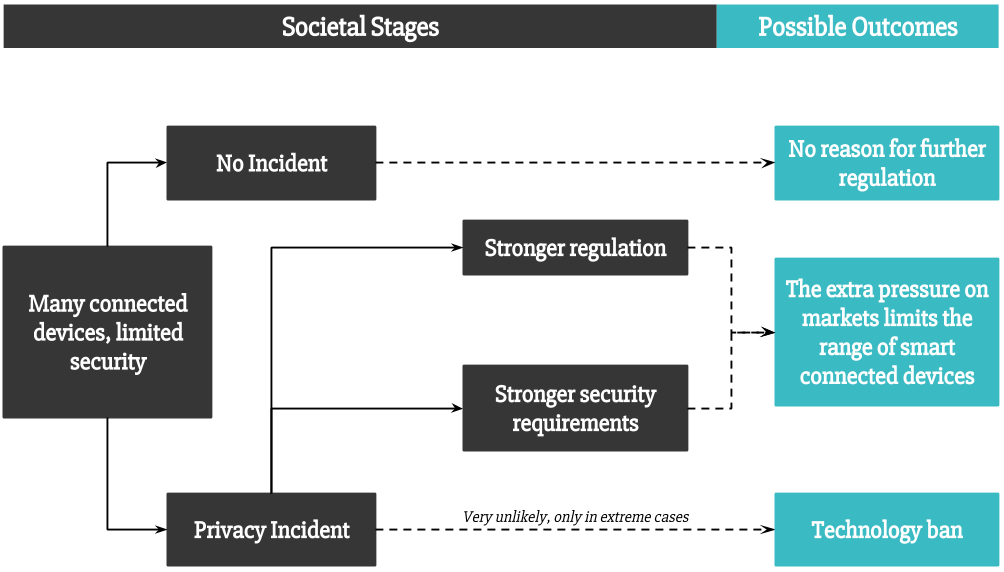 Societal Stages
Possible Outcomes
No Incident
No reason for further
regulation
Stronger regulation
Many connected
devices, limited
security
The extra pressure on
markets limits the
range of smart
connected devices
Stronger security
requirements
Privacy Incident
Very unlikely, only in extreme cases
Technology ban